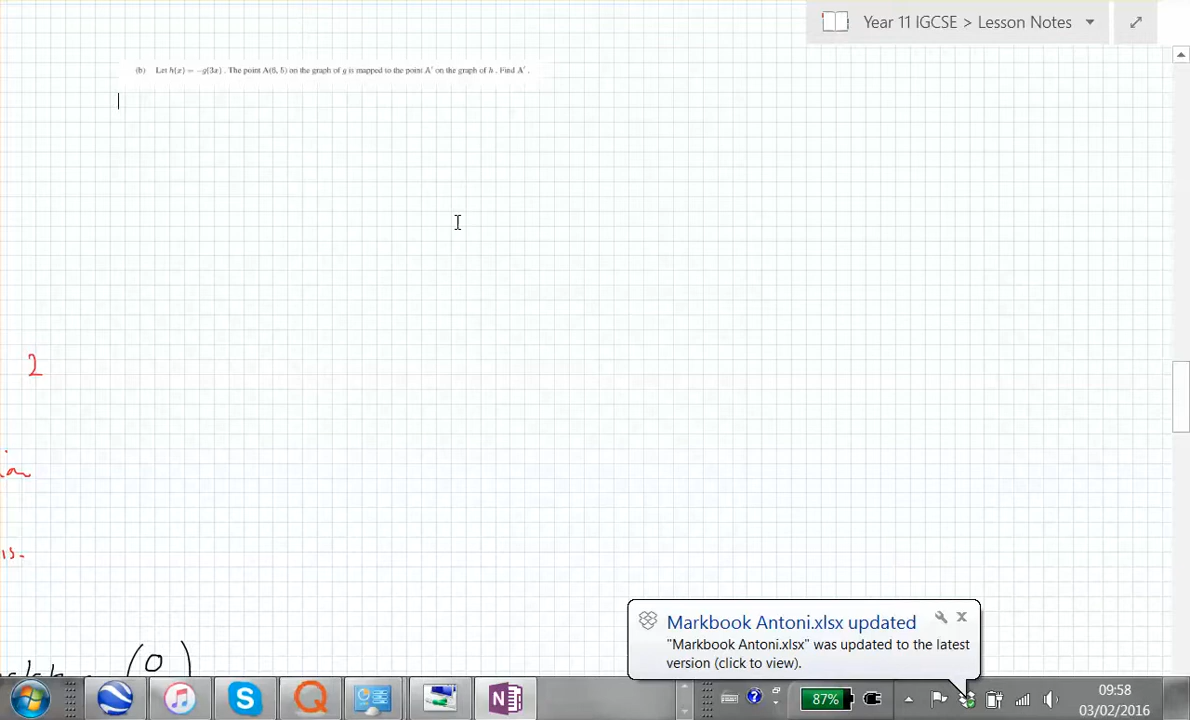 Year 11 IGCSE > Lesson Notes
(b) Let h(x) = −g(3x) . The point A(6, 5) on the graph of g is mapped to the point A′ on the graph of h . Find A′ .
2
is.
(0)
Markbook Antoni.xlsx updated
"Markbook Antoni.xlsx" was updated to the latest
version (click to view).
87%
09:58
03/02/2016